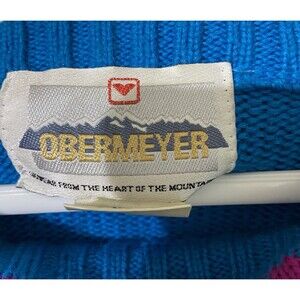 OBERMEYER
FROM THE HEART OF THE